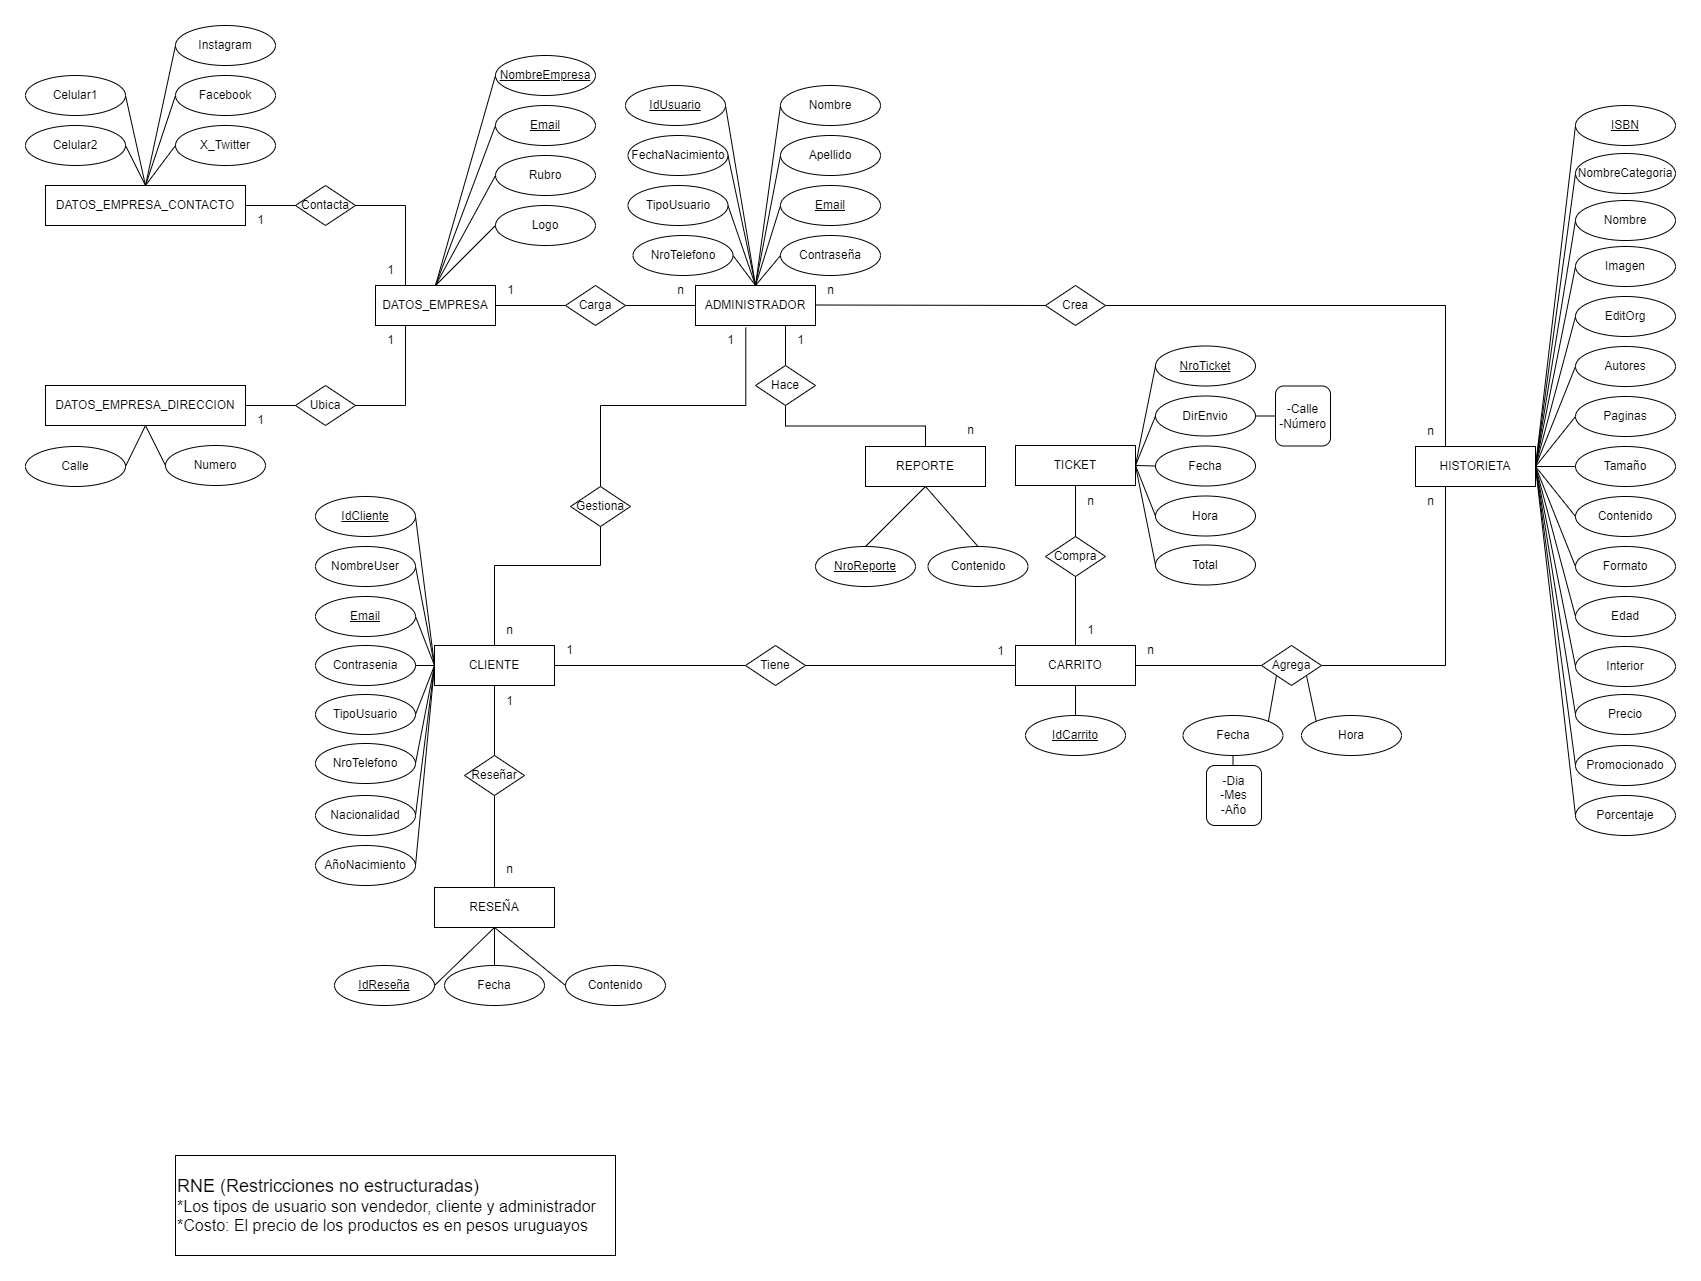 Instagram
Celular1
Facebook
Celular2
X_Twitter
DATOS_EMPRESA_CONTACTO
1
Contacta
1
NombreEmpresa
Email
Rubro
Logo
DATOS_EMPRESA
1
1
Carga
n
DATOS_EMPRESA_DIRECCION
1
Ubica
Calle
Numero
IdUsuario
Nombre
FechaNacimiento
Apellido
TipoUsuario
Email
NroTelefono
Contraseña
ADMINISTRADOR
n
1
1
Crea
Hace
n
REPORTE
NroReporte
Contenido
Gestiona
NroTicket
DirEnvio
-Calle
-Número
Fecha
Hora
Total
TICKET
n
Compra
1
n
HISTORIETA
n
ISBN
NombreCategoria
Nombre
Imagen
EditOrg
Autores
Paginas
Tamaño
Contenido
Formato
Edad
Interior
Precio
Promocionado
Porcentaje
IdCliente
NombreUser
Email
Contrasenia
TipoUsuario
NroTelefono
Nacionalidad
AñoNacimiento
n
CLIENTE
1
1
Tiene
1
CARRITO
n
Agrega
IdCarrito
Fecha
Hora
-Dia
-Mes
-Año
Reseñar
n
RESEÑA
IdReseña
Fecha
Contenido
RNE (Restricciones no estructuradas)
*Los tipos de usuario son vendedor, cliente y administrador
*Costo: El precio de los productos es en pesos uruguayos